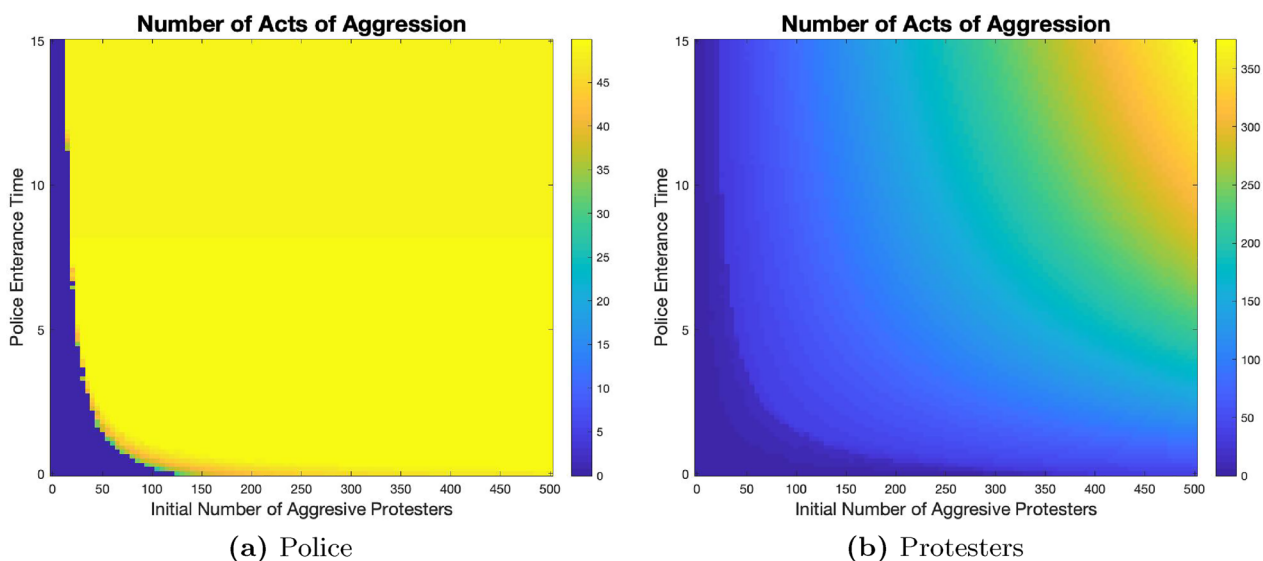 Number of Acts of Aggression
Police Enterance Time
15
10
5
0
0 50 100 150 200 250 300 350 400 450 500
Initial Number of Aggresive Protesters
45
40
35
30
25
20
15
10
5
0
(a) Police
Number of Acts of Aggression
Police Enterance Time
15
10
5
0
0 50 100 150 200 250 300 350 400 450 500
Initial Number of Aggresive Protesters
350
300
250
200
150
100
50
0
(b) Protesters